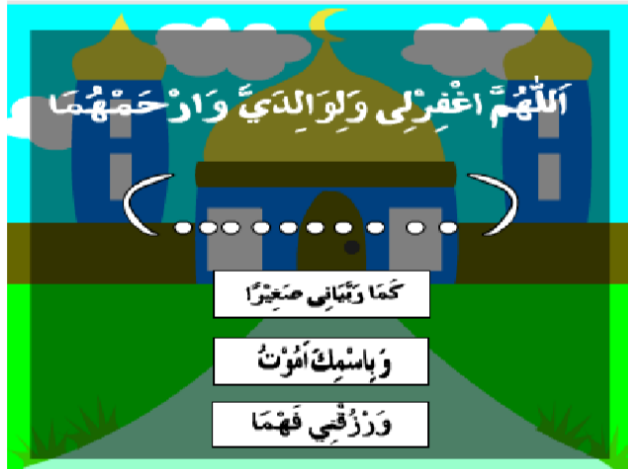 اَللّٰهُمَّ اغْفِرْلِى وَلِوَالِدَيَّ وَارْحَمْهُمَا
(............)
كَمَا رَبَّيَانِى صَغِيْرًا
وَبِاسْمِكَ اَمُوْتُ
وَرْزُقْنِي فَهْمَا